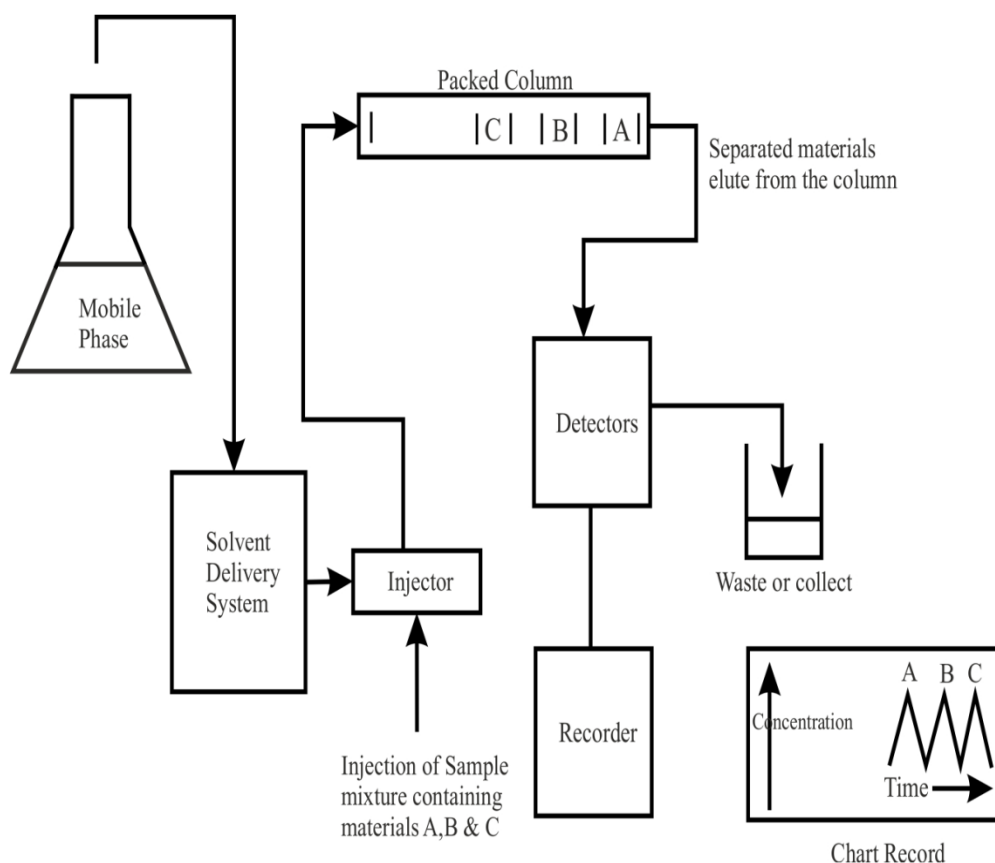 Packed Column
C B A
Separated materials
elute from the column
Mobile
Phase
Detectors
Solvent
Delivery
System
Injector
Waste or collect
Injection of Sample
mixture containing
materials A,B & C
Recorder
A B C
Concentration
Time
Chart Record